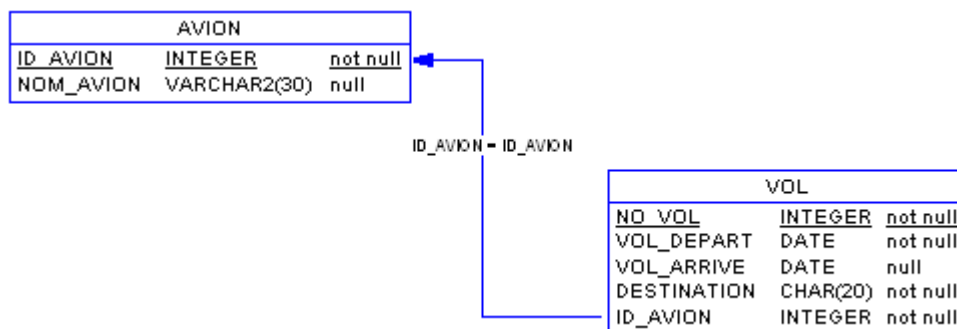 AVION
ID_AVION INTEGER not null
NOM_AVION VARCHAR2(30) null
ID_AVION = ID_AVION
VOL
NO_VOL INTEGER not null
VOL_DEPART DATE not null
VOL_ARRIVE DATE null
DESTINATION CHAR(20) not null
ID_AVION INTEGER not null